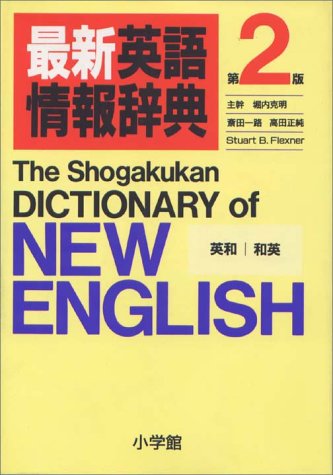 最新英語
情報辞典
第2版
主幹 堀内克明
斎田一路 高田正純
Stuart B. Flexner
The Shogakukan
DICTIONARY of
NEW
ENGLISH
英和|和英
小学館